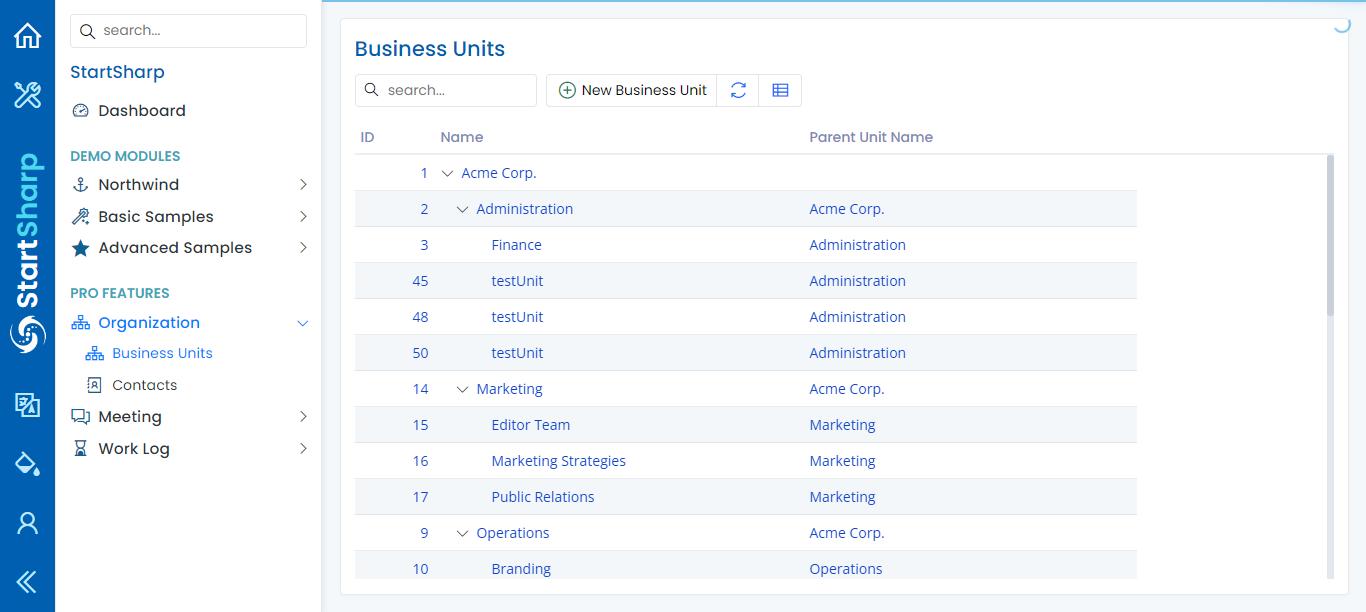 StartSharp
search...
StartSharp
Dashboard
DEMO MODULES
Northwind
Basic Samples
Advanced Samples
PRO FEATURES
Organization
Business Units
Contacts
Meeting
Work Log
Business Units
search...
New Business Unit
ID Name Parent Unit Name
1 Acme Corp.
2 Administration Acme Corp.
3 Finance Administration
45 testUnit Administration
48 testUnit Administration
50 testUnit Administration
14 Marketing Acme Corp.
15 Editor Team Marketing
16 Marketing Strategies Marketing
17 Public Relations Marketing
9 Operations Acme Corp.
10 Branding Operations